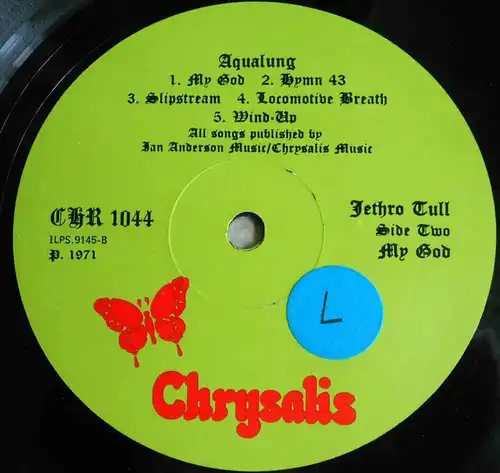 Aqualung
1. My God 2. Hymn 43
3. Slipstream 4. Locomotive Breath
5. Wind-Up
All songs published by
Ian Anderson Music/Chrysalis Music
CHR 1044
ILPS.9145-B
P. 1971
Jethro Tull
Side Two
My God
L
Chrysalis